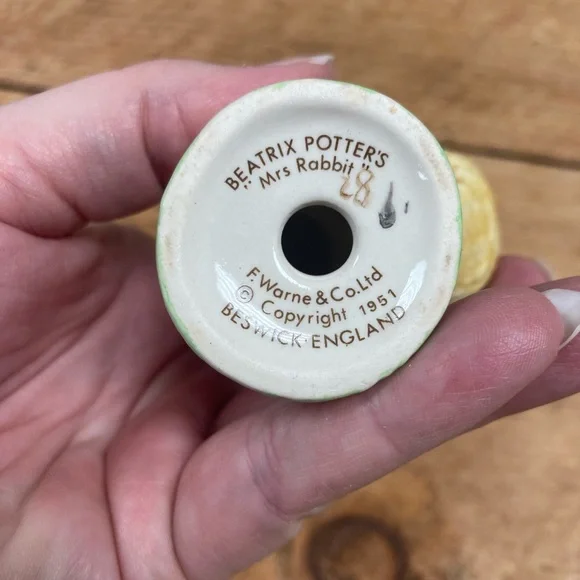 BEATRIX POTTER'S
"Mrs Rabbit"
28
F. Warne & Co. Ltd
© Copyright 1951
BESWICK ENGLAND